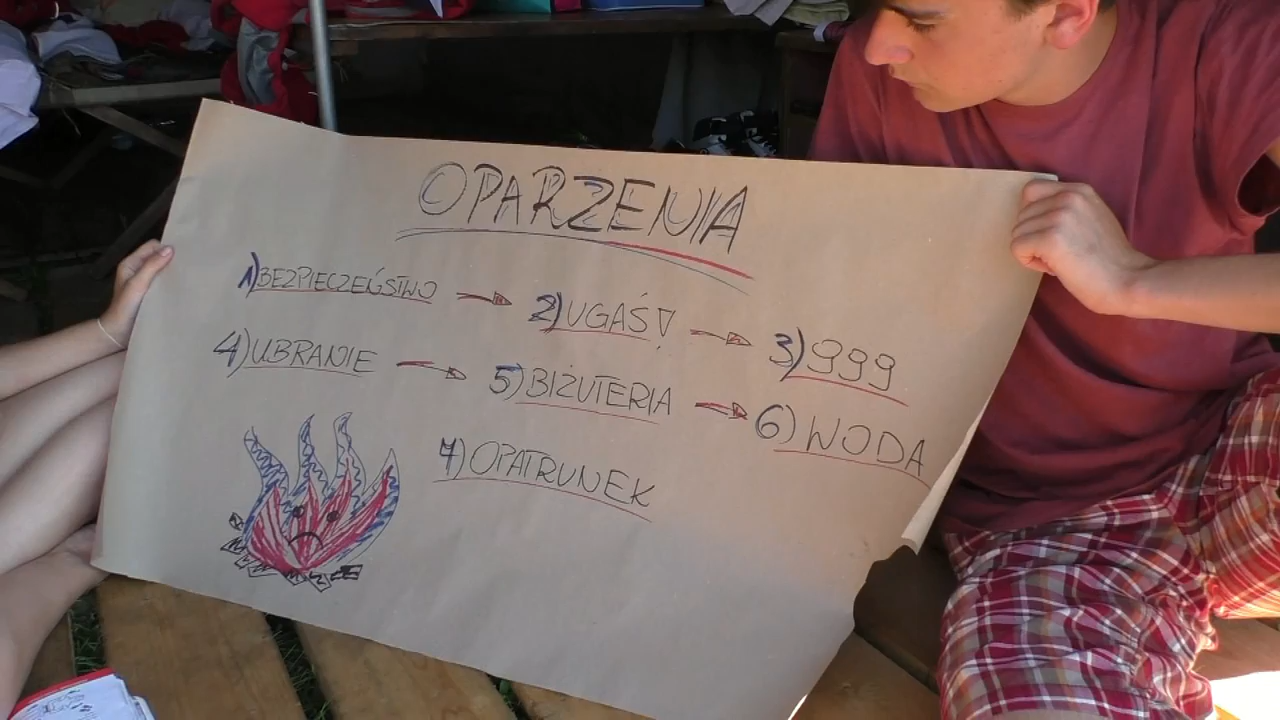 OPARZENIA
1) BEZPIECZEŃSTWO → 2) UGAŚ! → 3) 999
4) UBRANIE → 5) BIŻUTERIA → 6) WODA
7) OPATRUNEK